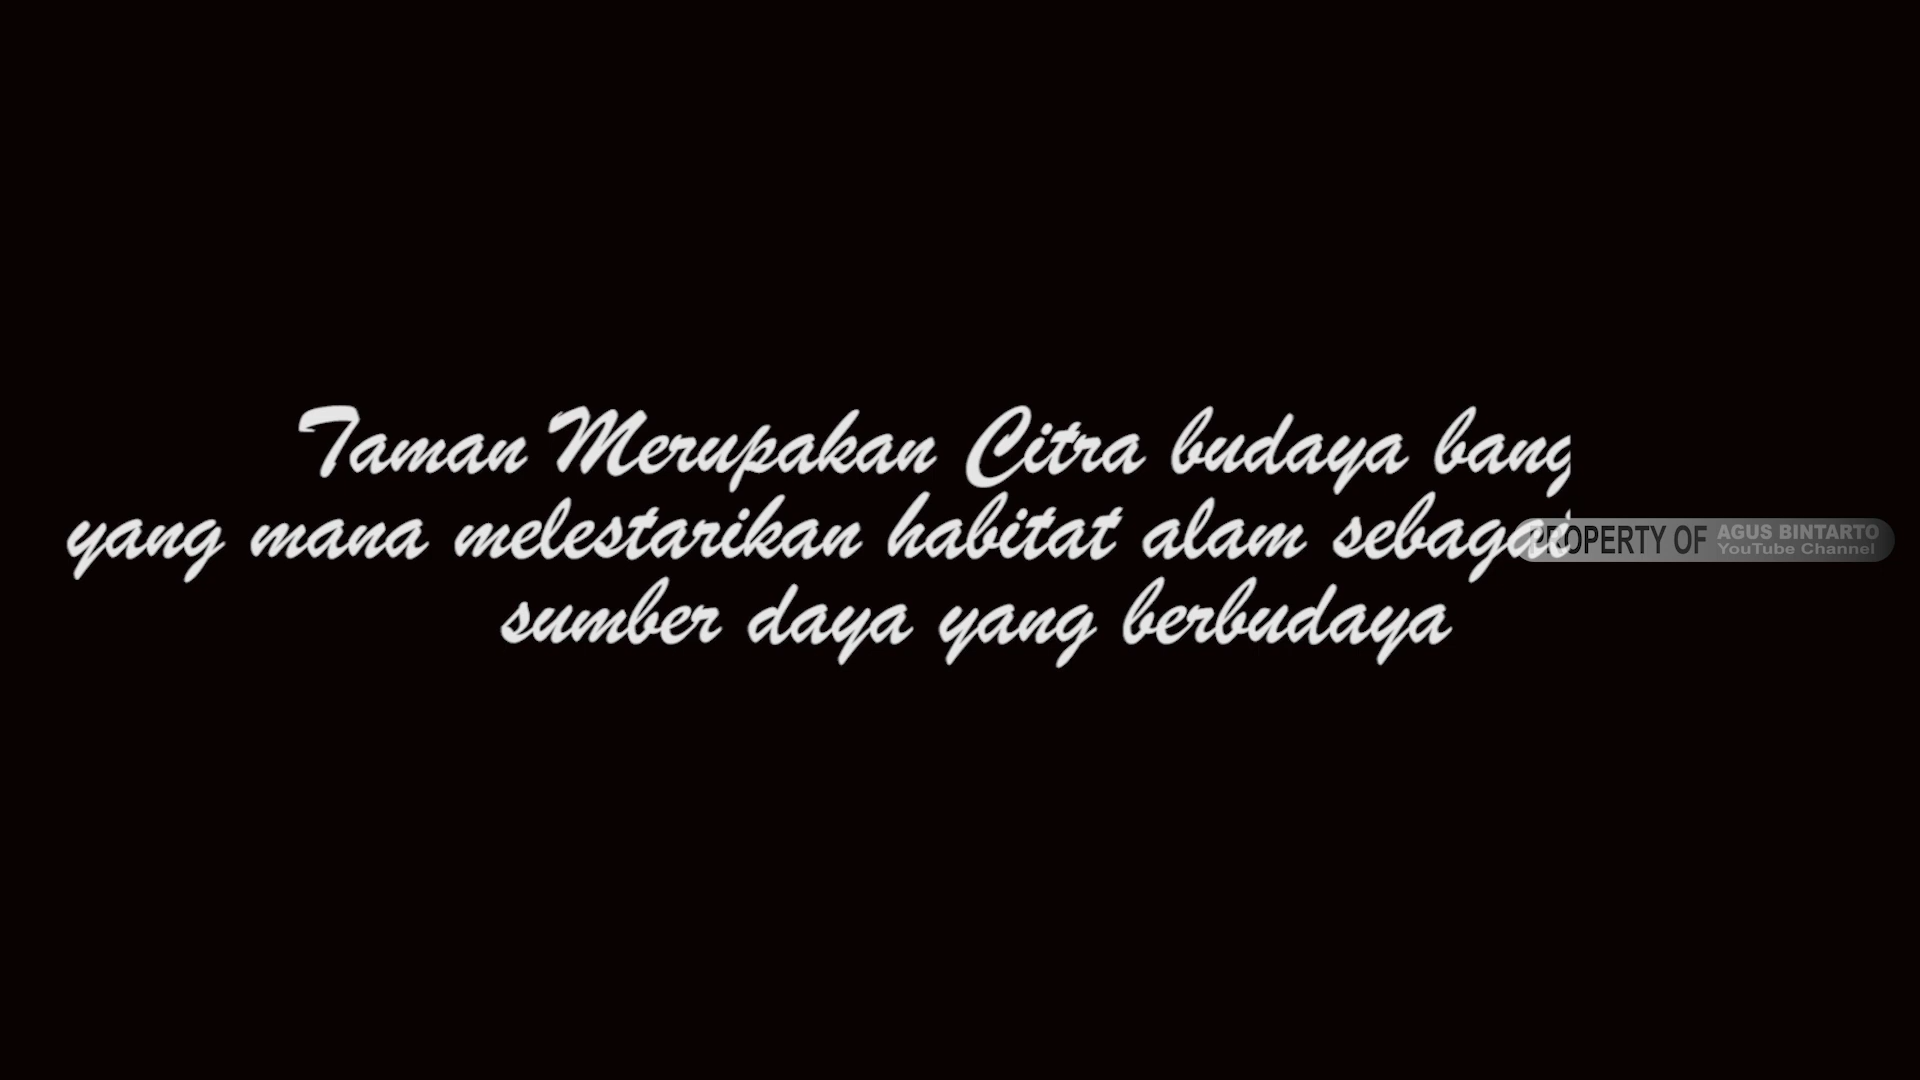 Taman Merupakan Citra budaya bang
yang mana melestarikan habitat alam sebagai
sumber daya yang berbudaya
PROPERTY OF
AGUS BINTARTO
YouTube Channel